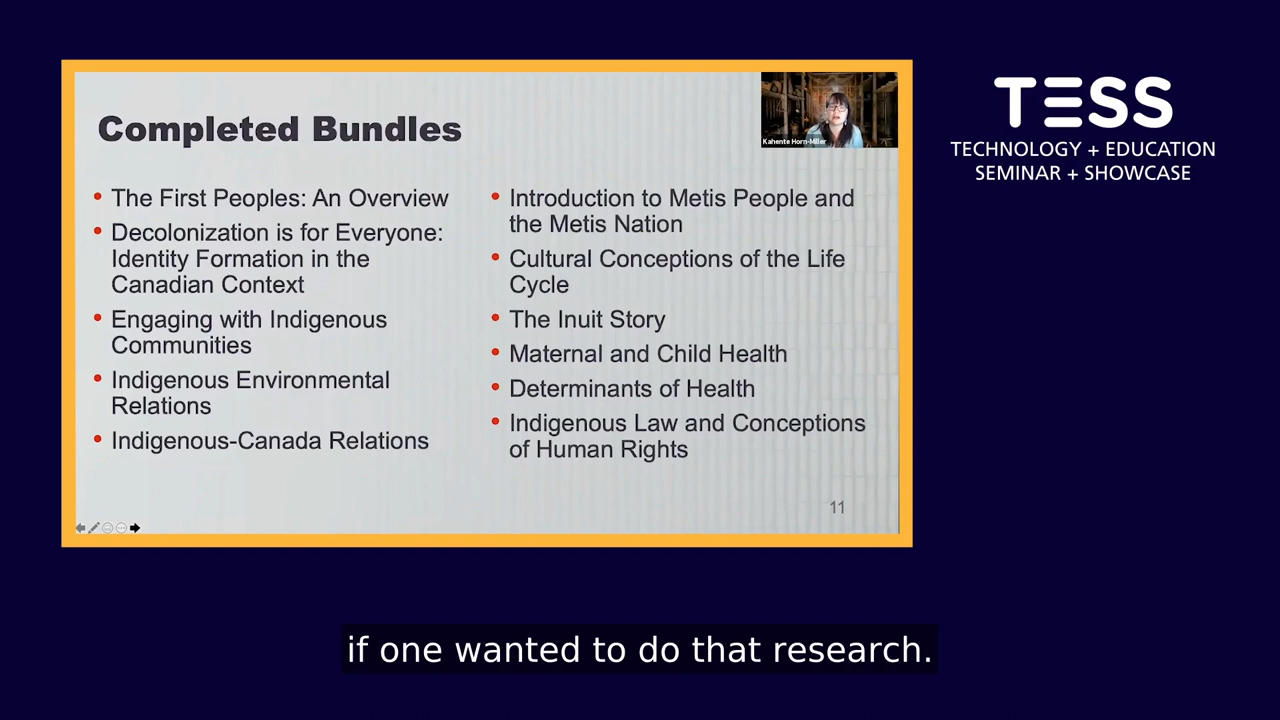 Completed Bundles
Kahente Horn-Miller
• The First Peoples: An Overview
• Decolonization is for Everyone:
Identity Formation in the
Canadian Context
• Engaging with Indigenous
Communities
• Indigenous Environmental
Relations
• Indigenous-Canada Relations
• Introduction to Metis People and
the Metis Nation
• Cultural Conceptions of the Life
Cycle
• The Inuit Story
• Maternal and Child Health
• Determinants of Health
• Indigenous Law and Conceptions
of Human Rights
11
TESS
TECHNOLOGY + EDUCATION
SEMINAR + SHOWCASE
if one wanted to do that research.